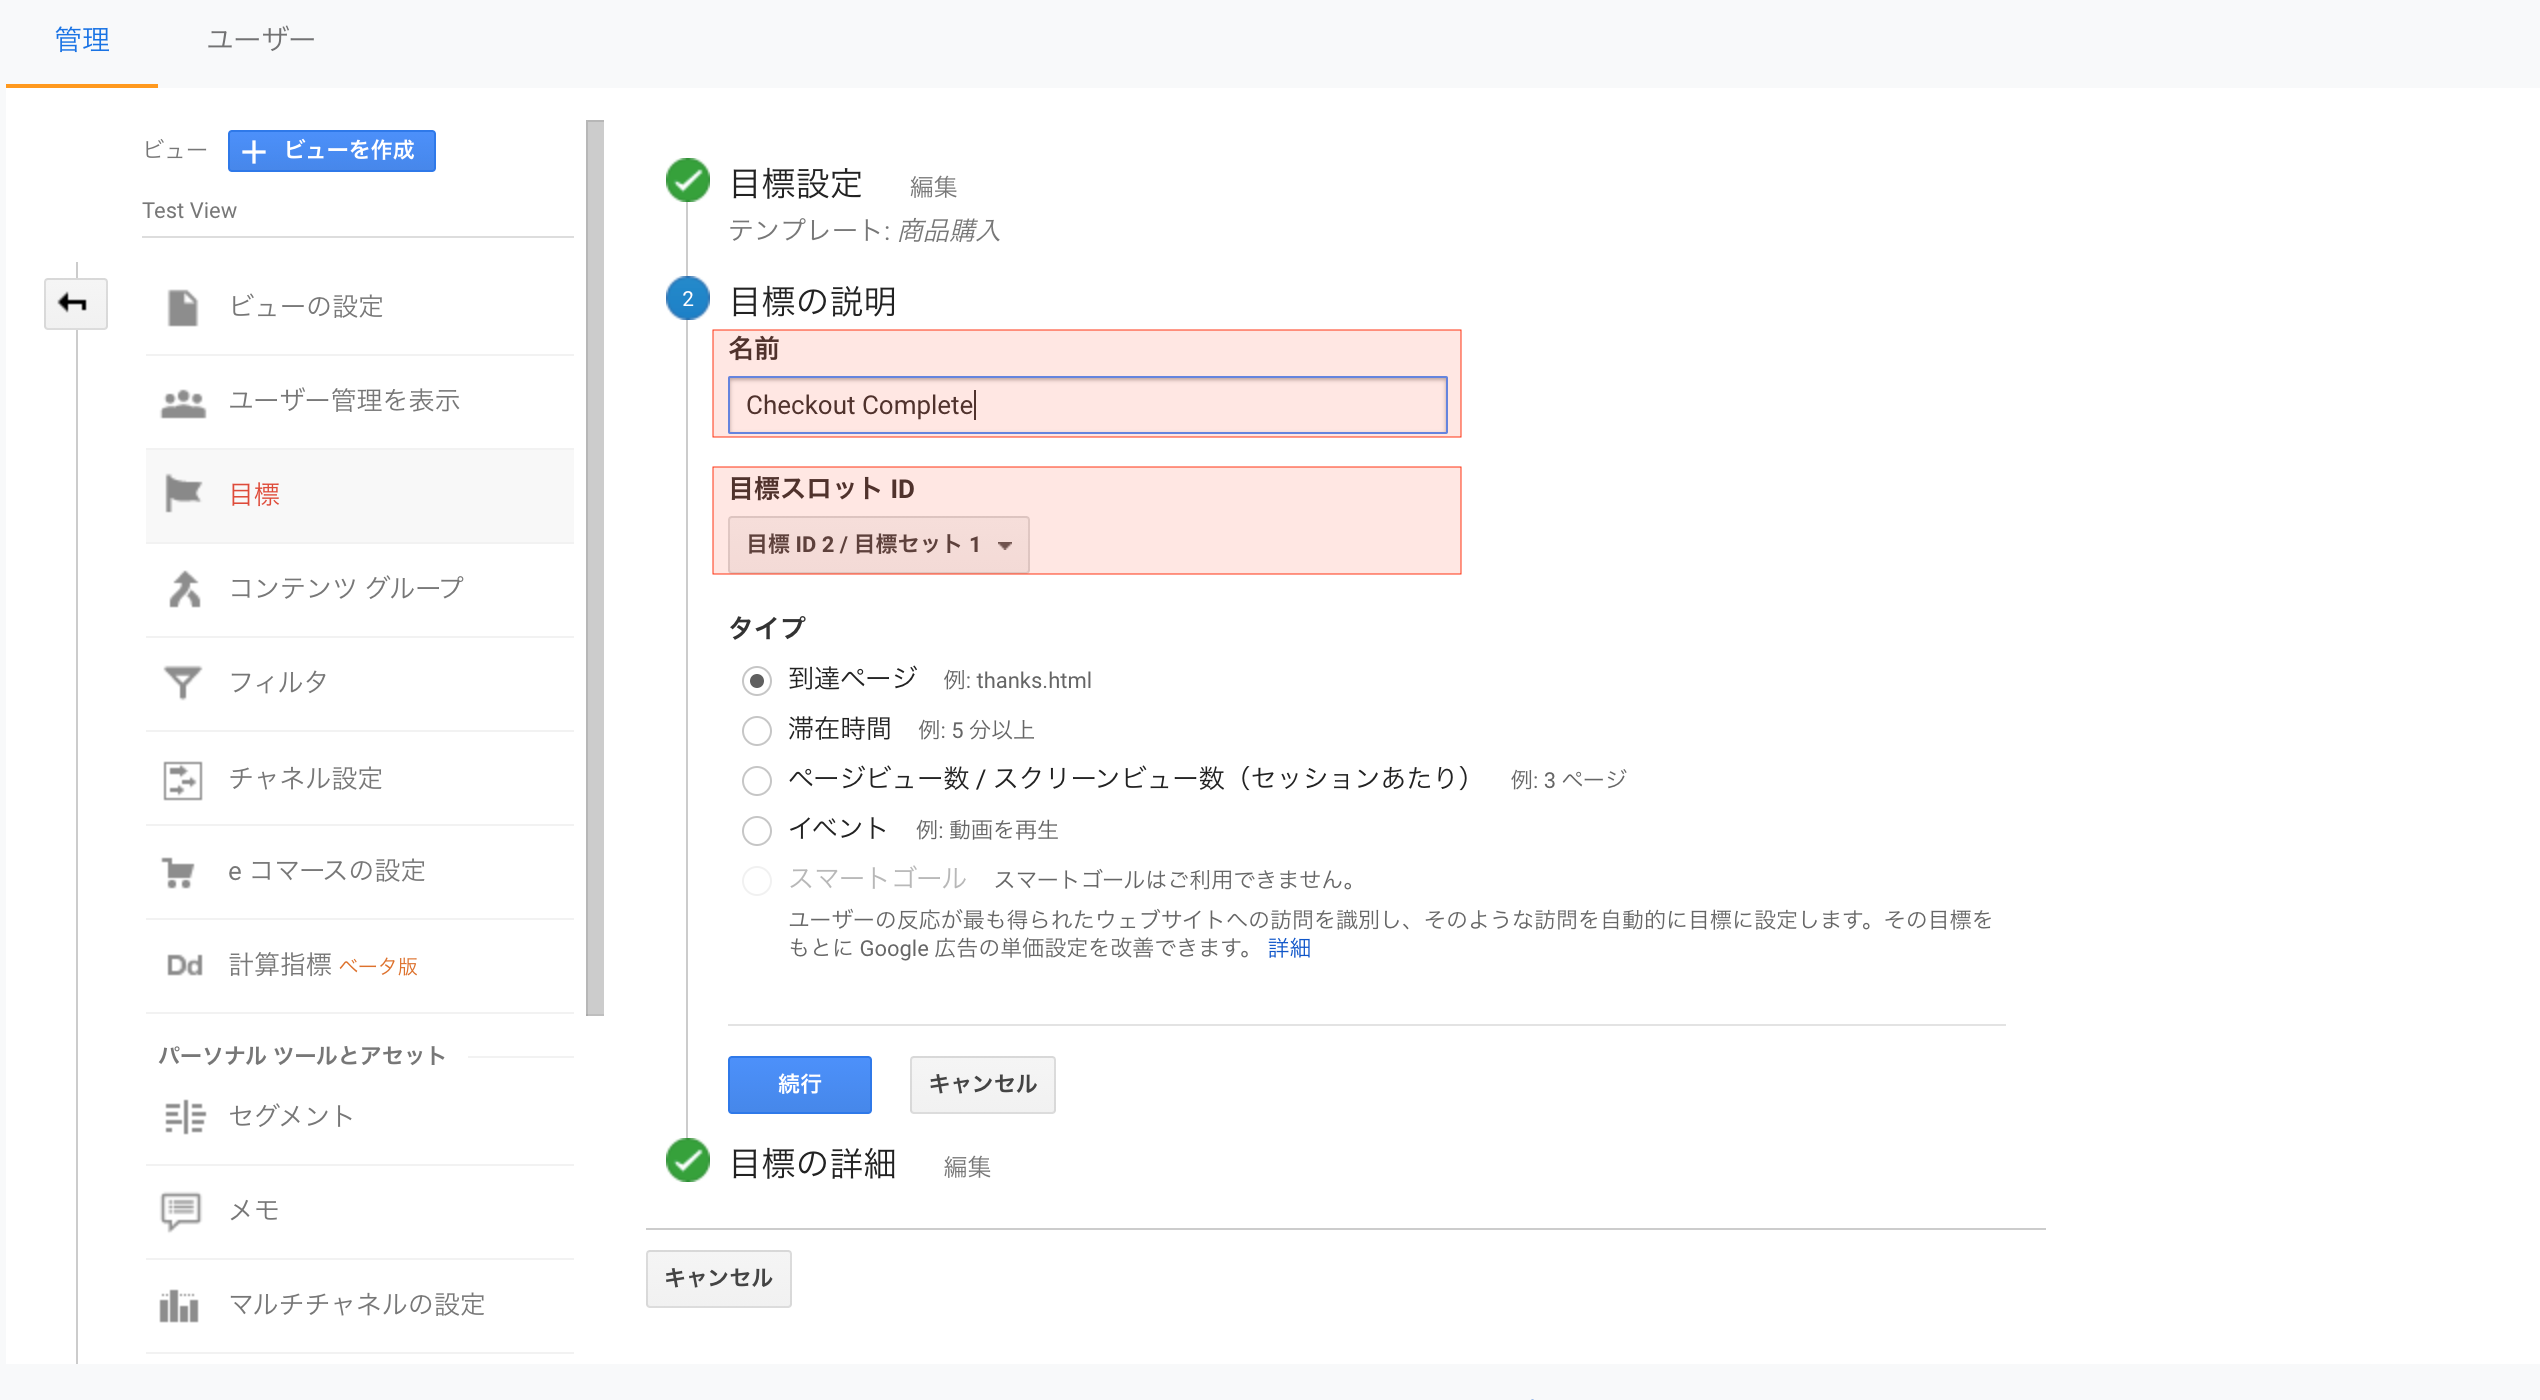 管理
ユーザー
ビュー
ビューを作成
Test View
ビューの設定
ユーザー管理を表示
目標
コンテンツ グループ
フィルタ
チャネル設定
e コマースの設定
Dd 計算指標 ベータ版
パーソナル ツールとアセット
セグメント
メモ
マルチチャネルの設定
目標設定 編集
テンプレート: 商品購入
2 目標の説明
名前
Checkout Complete
目標スロット ID
目標 ID 2 / 目標セット 1
タイプ
到達ページ 例: thanks.html
滞在時間 例: 5 分以上
ページビュー数 / スクリーンビュー数（セッションあたり） 例: 3 ページ
イベント 例: 動画を再生
スマートゴール スマートゴールはご利用できません。
ユーザーの反応が最も得られたウェブサイトへの訪問を識別し、そのような訪問を自動的に目標に設定します。その目標を
もとに Google 広告の単価設定を改善できます。 詳細
続行 キャンセル
目標の詳細 編集
キャンセル